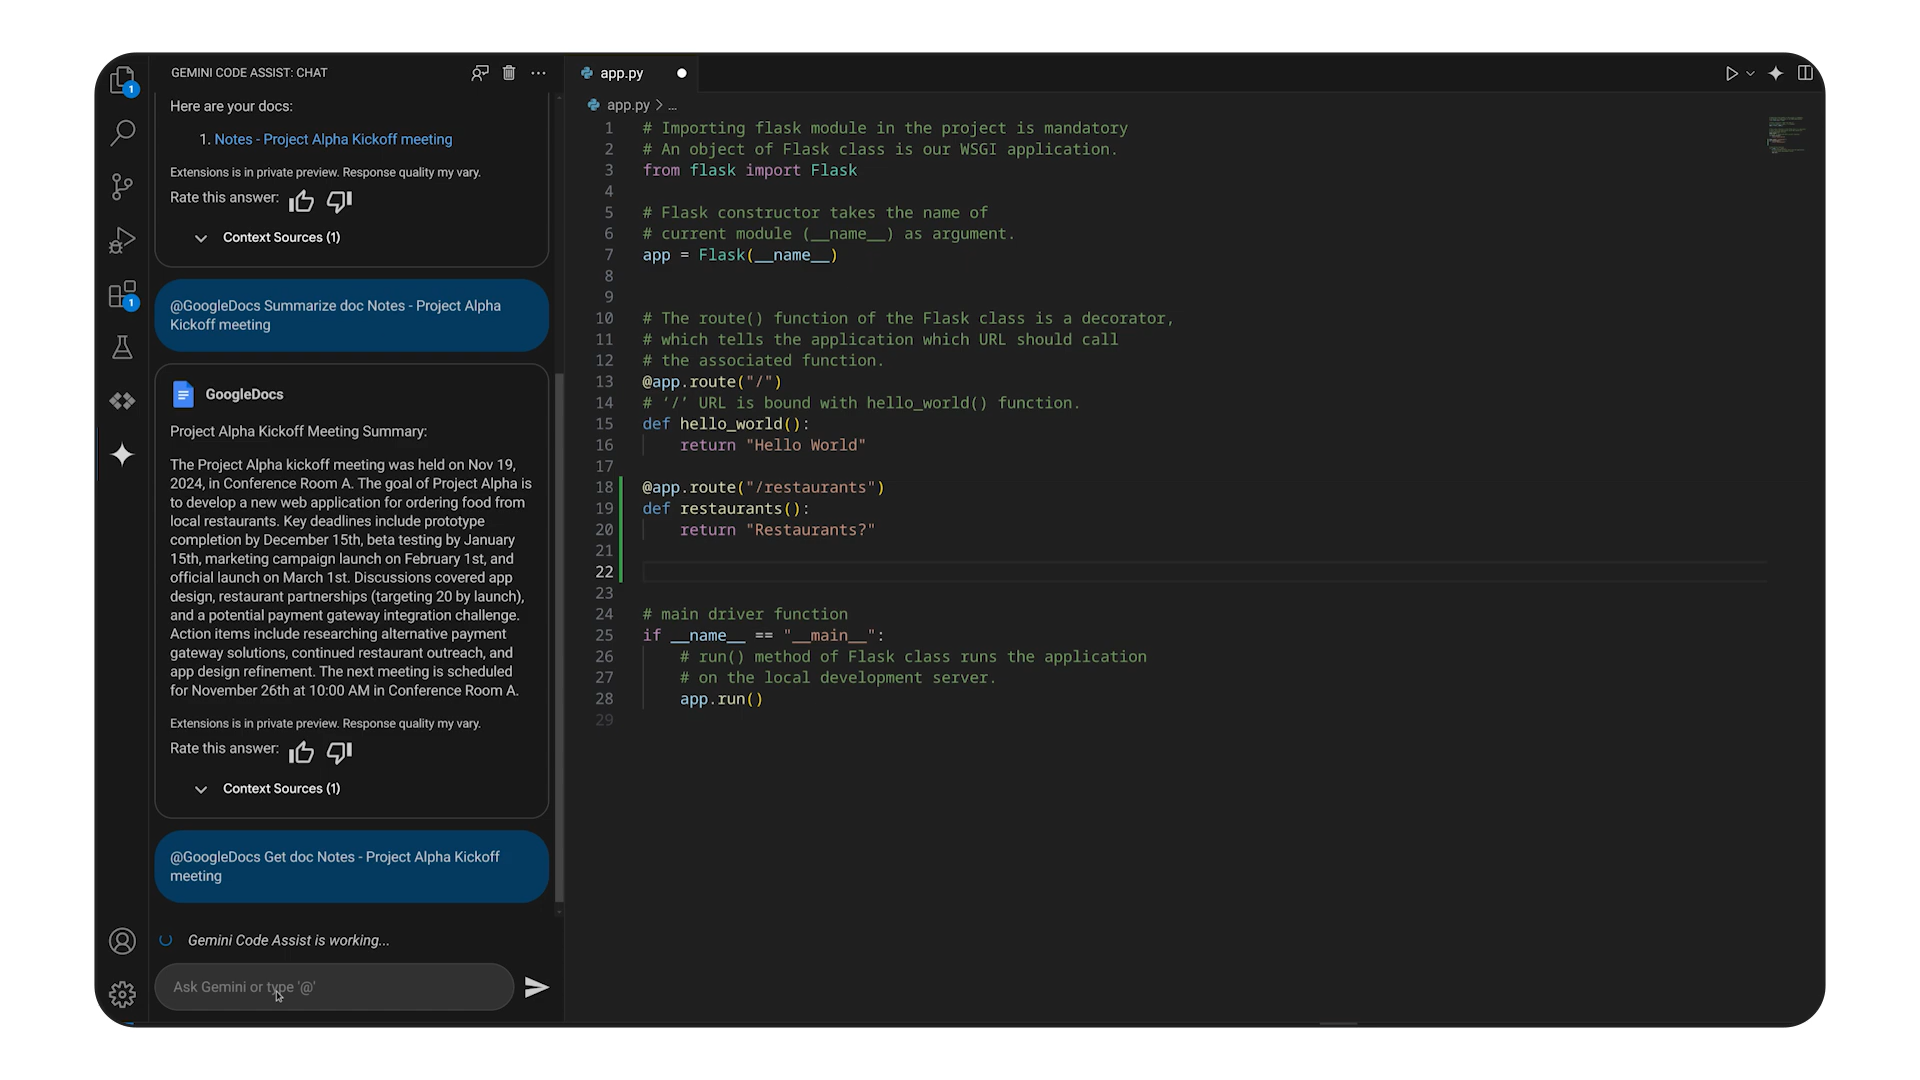 GEMINI CODE ASSIST: CHAT
Here are your docs:
1. Notes - Project Alpha Kickoff meeting
Extensions is in private preview. Response quality my vary.
Rate this answer:
Context Sources (1)
@GoogleDocs Summarize doc Notes - Project Alpha
Kickoff meeting
GoogleDocs
Project Alpha Kickoff Meeting Summary:
The Project Alpha kickoff meeting was held on Nov 19,
2024, in Conference Room A. The goal of Project Alpha is
to develop a new web application for ordering food from
local restaurants. Key deadlines include prototype
completion by December 15th, beta testing by January
15th, marketing campaign launch on February 1st, and
official launch on March 1st. Discussions covered app
design, restaurant partnerships (targeting 20 by launch),
and a potential payment gateway integration challenge.
Action items include researching alternative payment
gateway solutions, continued restaurant outreach, and
app design refinement. The next meeting is scheduled
for November 26th at 10:00 AM in Conference Room A.
Extensions is in private preview. Response quality my vary.
Rate this answer:
Context Sources (1)
@GoogleDocs Get doc Notes - Project Alpha Kickoff
meeting
Gemini Code Assist is working...
Ask Gemini or type '@'
1
1
app.py
app.py > ...
1 # Importing flask module in the project is mandatory
2 # An object of Flask class is our WSGI application.
3 from flask import Flask
4
5 # Flask constructor takes the name of
6 # current module (__name__) as argument.
7 app = Flask(__name__)
8
9
10 # The route() function of the Flask class is a decorator,
11 # which tells the application which URL should call
12 # the associated function.
13 @app.route("/")
14 # ‘/’ URL is bound with hello_world() function.
15 def hello_world():
16     return "Hello World"
17
18 @app.route("/restaurants")
19 def restaurants():
20     return "Restaurants?"
21
22
23
24 # main driver function
25 if __name__ == "__main__":
26     # run() method of Flask class runs the application
27     # on the local development server.
28     app.run()
29